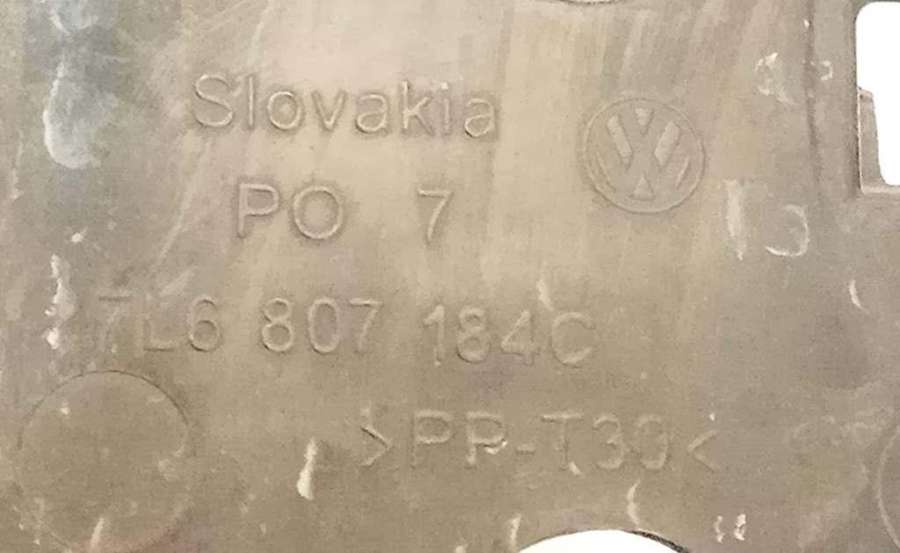 Slovakia
PO 7
7L6 807 184C
>PP-T30<